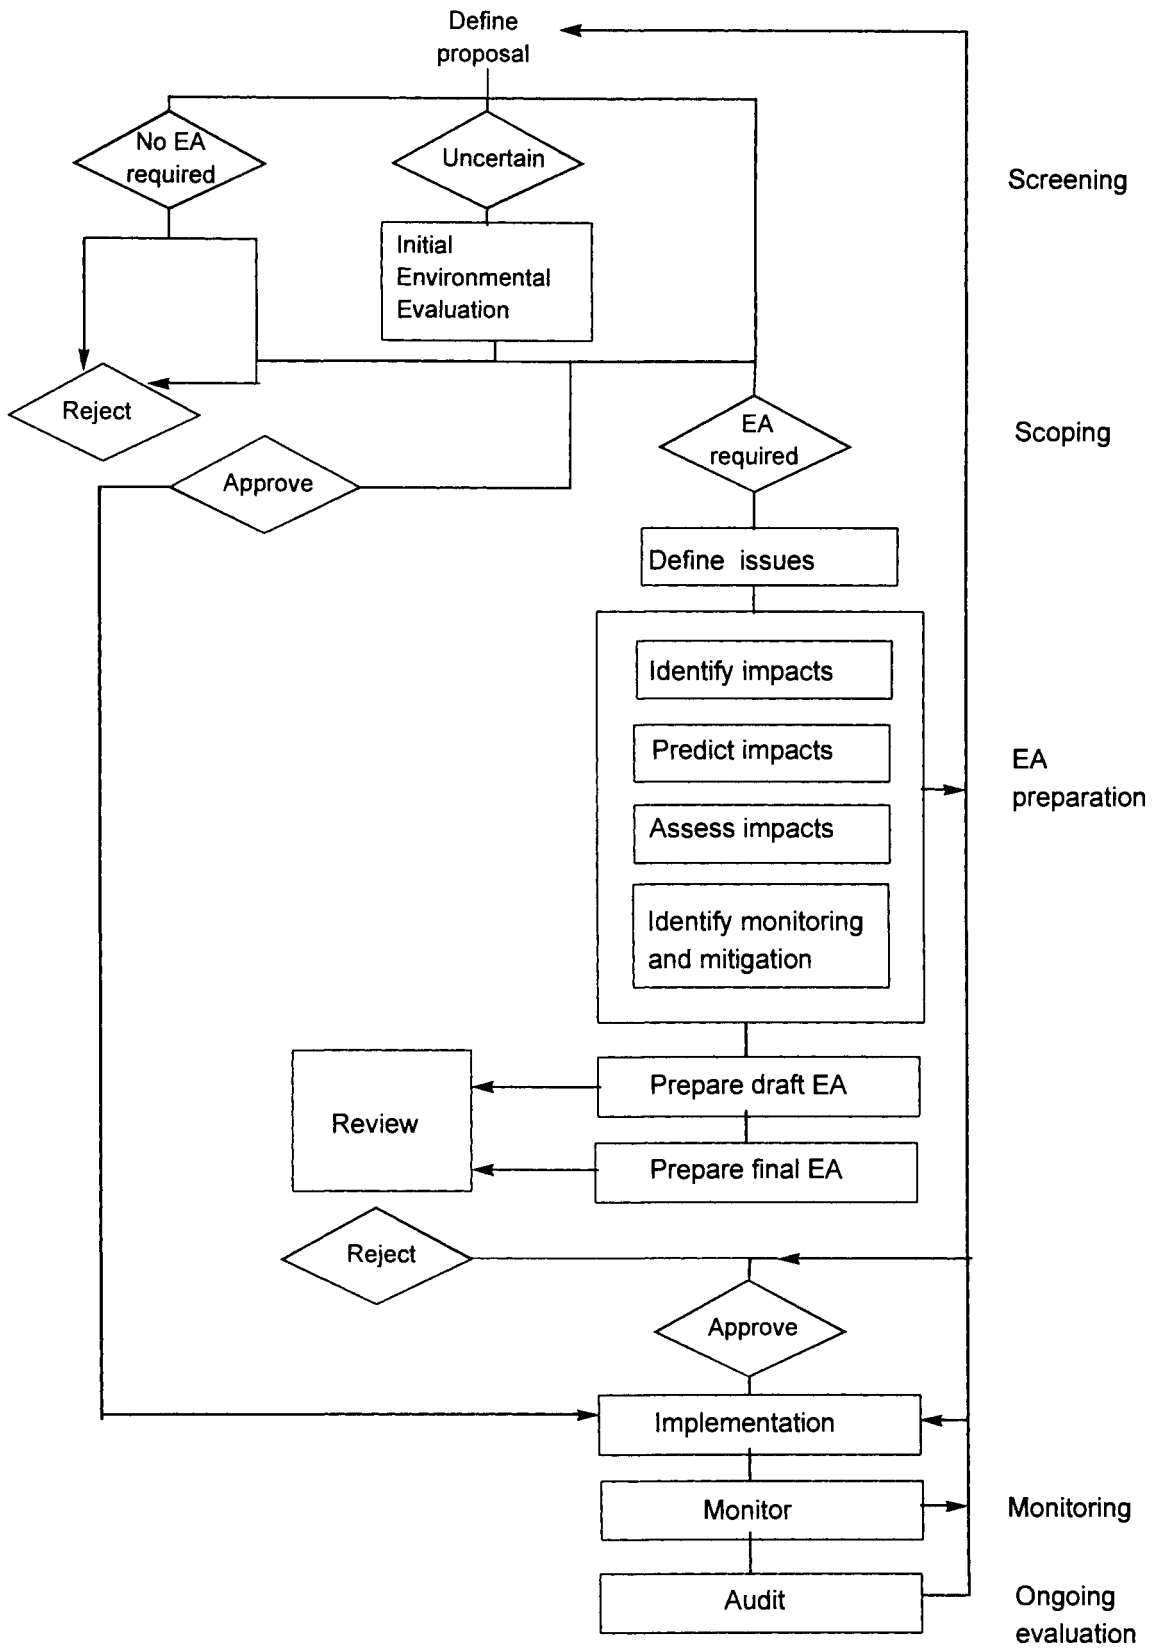 Define
proposal
No EA
required
Uncertain
Screening
Initial
Environmental
Evaluation
Reject
EA
required
Scoping
Approve
Define issues
Identify impacts
Predict impacts
EA
preparation
Assess impacts
Identify monitoring
and mitigation
Prepare draft EA
Review
Prepare final EA
Reject
Approve
Implementation
Monitor
Monitoring
Audit
Ongoing
evaluation